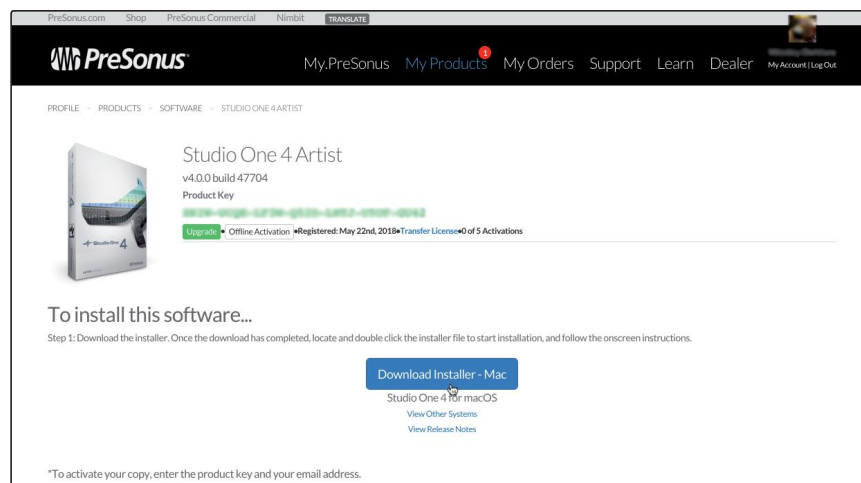 PreSonus.com Shop PreSonus Commercial Nimbit TRANSLATE
PreSonus
My.PreSonus My Products 1 My Orders Support Learn Dealer My Account | Log Out
PROFILE PRODUCTS SOFTWARE STUDIO ONE 4 ARTIST
Studio One 4 Artist
v4.0.0 build 47704
Product Key
Upgrade • Offline Activation •Registered: May 22nd, 2018•Transfer License•0 of 5 Activations
Studio One 4
To install this software...
Step 1: Download the installer. Once the download has completed, locate and double click the installer file to start installation, and follow the onscreen instructions.
Download Installer - Mac
Studio One 4 for macOS
View Other Systems
View Release Notes
*To activate your copy, enter the product key and your email address.